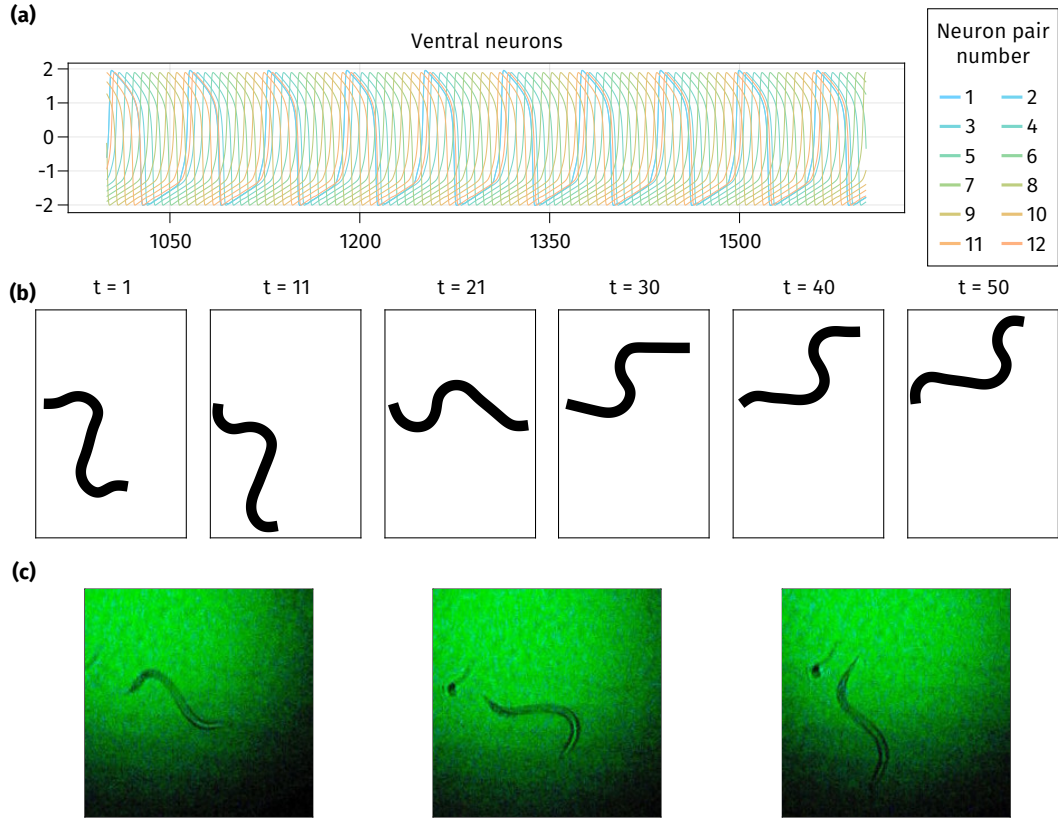 (a)
Ventral neurons
2
1
0
-1
-2
1050 1200 1350 1500
Neuron pair
number
1 2
3 4
5 6
7 8
9 10
11 12
(b)
t = 1 t = 11 t = 21 t = 30 t = 40 t = 50
(c)